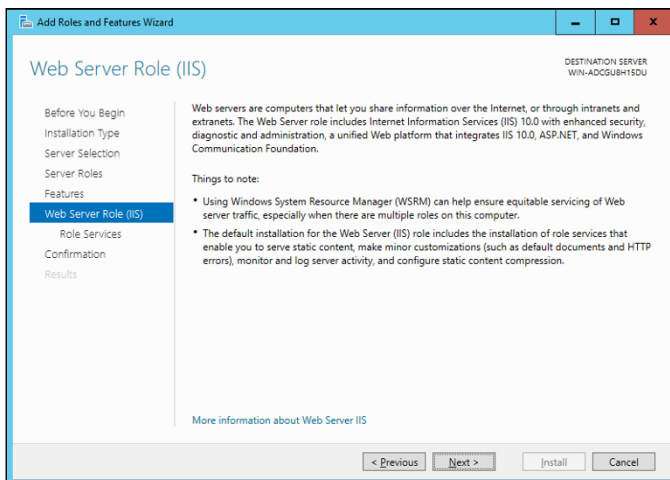 Add Roles and Features Wizard
Web Server Role (IIS)
DESTINATION SERVER
WIN-ADCGU8H15DU
Before You Begin
Installation Type
Server Selection
Server Roles
Features
Web Server Role (IIS)
Role Services
Confirmation
Results
Web servers are computers that let you share information over the Internet, or through intranets and
extranets. The Web Server role includes Internet Information Services (IIS) 10.0 with enhanced security,
diagnostic and administration, a unified Web platform that integrates IIS 10.0, ASP.NET, and Windows
Communication Foundation.
Things to note:
• Using Windows System Resource Manager (WSRM) can help ensure equitable servicing of Web
server traffic, especially when there are multiple roles on this computer.
• The default installation for the Web Server (IIS) role includes the installation of role services that
enable you to serve static content, make minor customizations (such as default documents and HTTP
errors), monitor and log server activity, and configure static content compression.
More information about Web Server IIS
< Previous
Next >
Install
Cancel